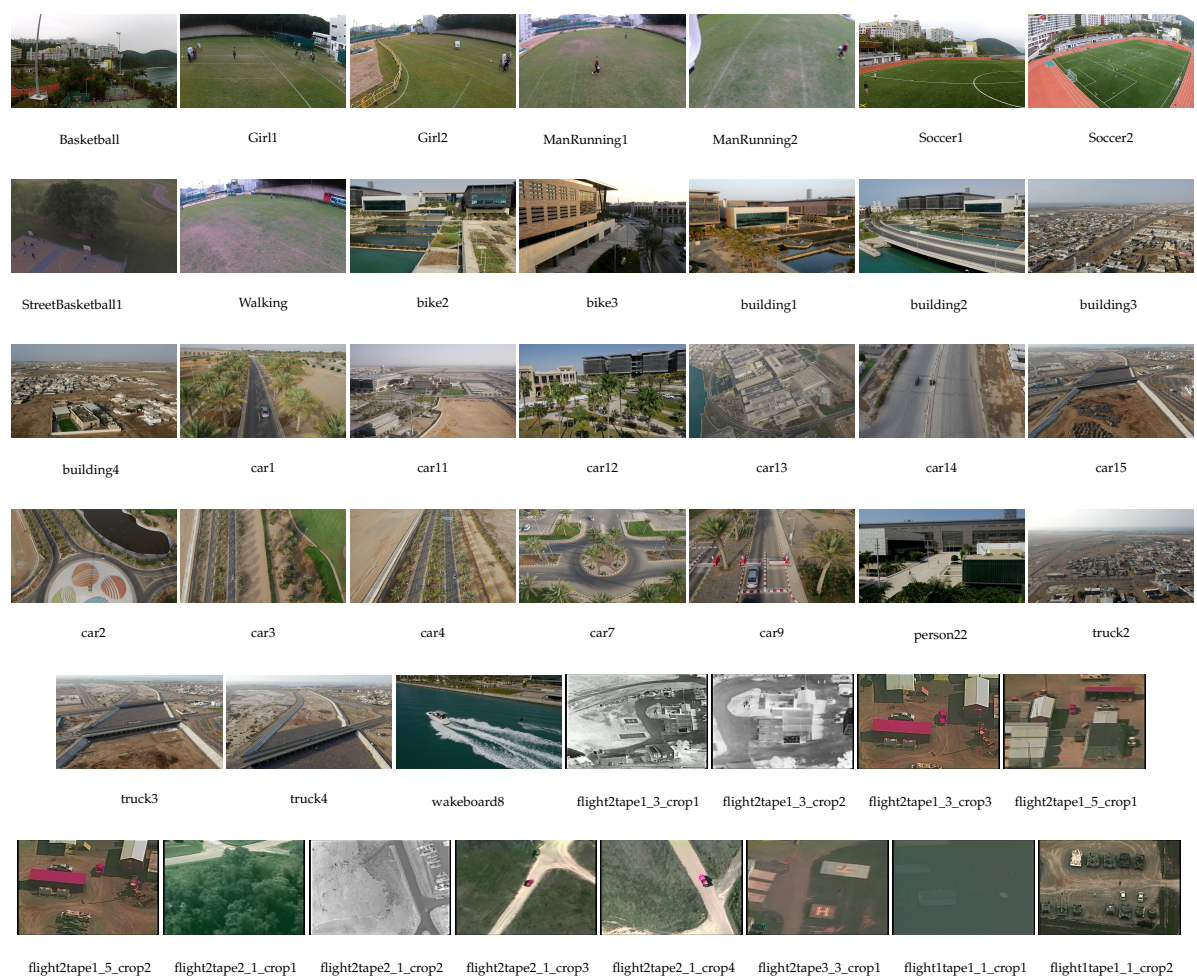 Basketball Girl1 Girl2 ManRunning1 ManRunning2 Soccer1 Soccer2
StreetBasketball1 Walking bike2 bike3 building1 building2 building3
building4 car1 car11 car12 car13 car14 car15
car2 car3 car4 car7 car9 person22 truck2
truck3 truck4 wakeboard8 flight2tape1_3_crop1 flight2tape1_3_crop2 flight2tape1_3_crop3 flight2tape1_5_crop1
flight2tape1_5_crop2 flight2tape2_1_crop1 flight2tape2_1_crop2 flight2tape2_1_crop3 flight2tape2_1_crop4 flight2tape3_3_crop1 flight1tape1_1_crop1 flight1tape1_1_crop2